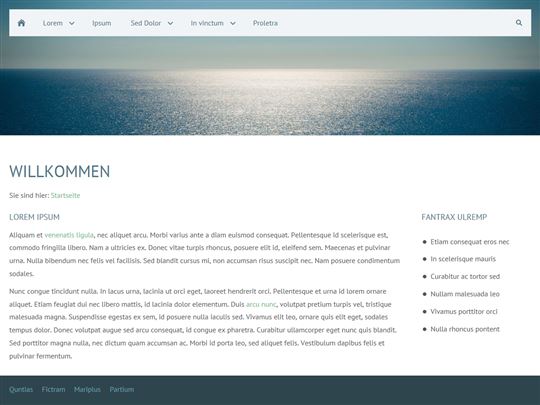 Lorem Ipsum Sed Dolor In vinctum Proletra
WILLKOMMEN
Sie sind hier: Startseite
LOREM IPSUM
Aliquam et venenatis ligula, nec aliquet arcu. Morbi varius ante a diam euismod consequat. Pellentesque id scelerisque est,
commodo fringilla libero. Nam a ultricies ex. Donec vitae turpis rhoncus, posuere elit id, eleifend sem. Maecenas et pulvinar
urna. Nulla bibendum nec felis vel facilisis. Sed blandit cursus mi, non accumsan risus suscipit nec. Nam posuere condimentum
sodales.
Nunc congue tincidunt nulla. In lacus urna, lacinia ut orci eget, laoreet hendrerit orci. Pellentesque et urna id lorem ornare
aliquet. Etiam feugiat dui nec libero mattis, id lacinia dolor elementum. Duis arcu nunc, volutpat pretium turpis vel, tristique
malesuada magna. Suspendisse egestas ex sem, id posuere nulla iaculis sed. Vivamus elit leo, ornare quis elit eget, sodales
tempus dolor. Donec volutpat augue sed arcu consequat, id congue ex pharetra. Curabitur ullamcorper eget nunc quis blandit.
Sed porttitor magna nulla, nec dictum quam accumsan ac. Morbi id porta leo, sed aliquet felis. Vestibulum dapibus felis et
pulvinar fermentum.
FANTRAX ULREMP
Etiam consequat eros nec
In scelerisque mauris
Curabitur ac tortor sed
Nullam malesuada leo
Vivamus porttitor orci
Nulla rhoncus pontent
Quntias Fictram Mariplus Partium